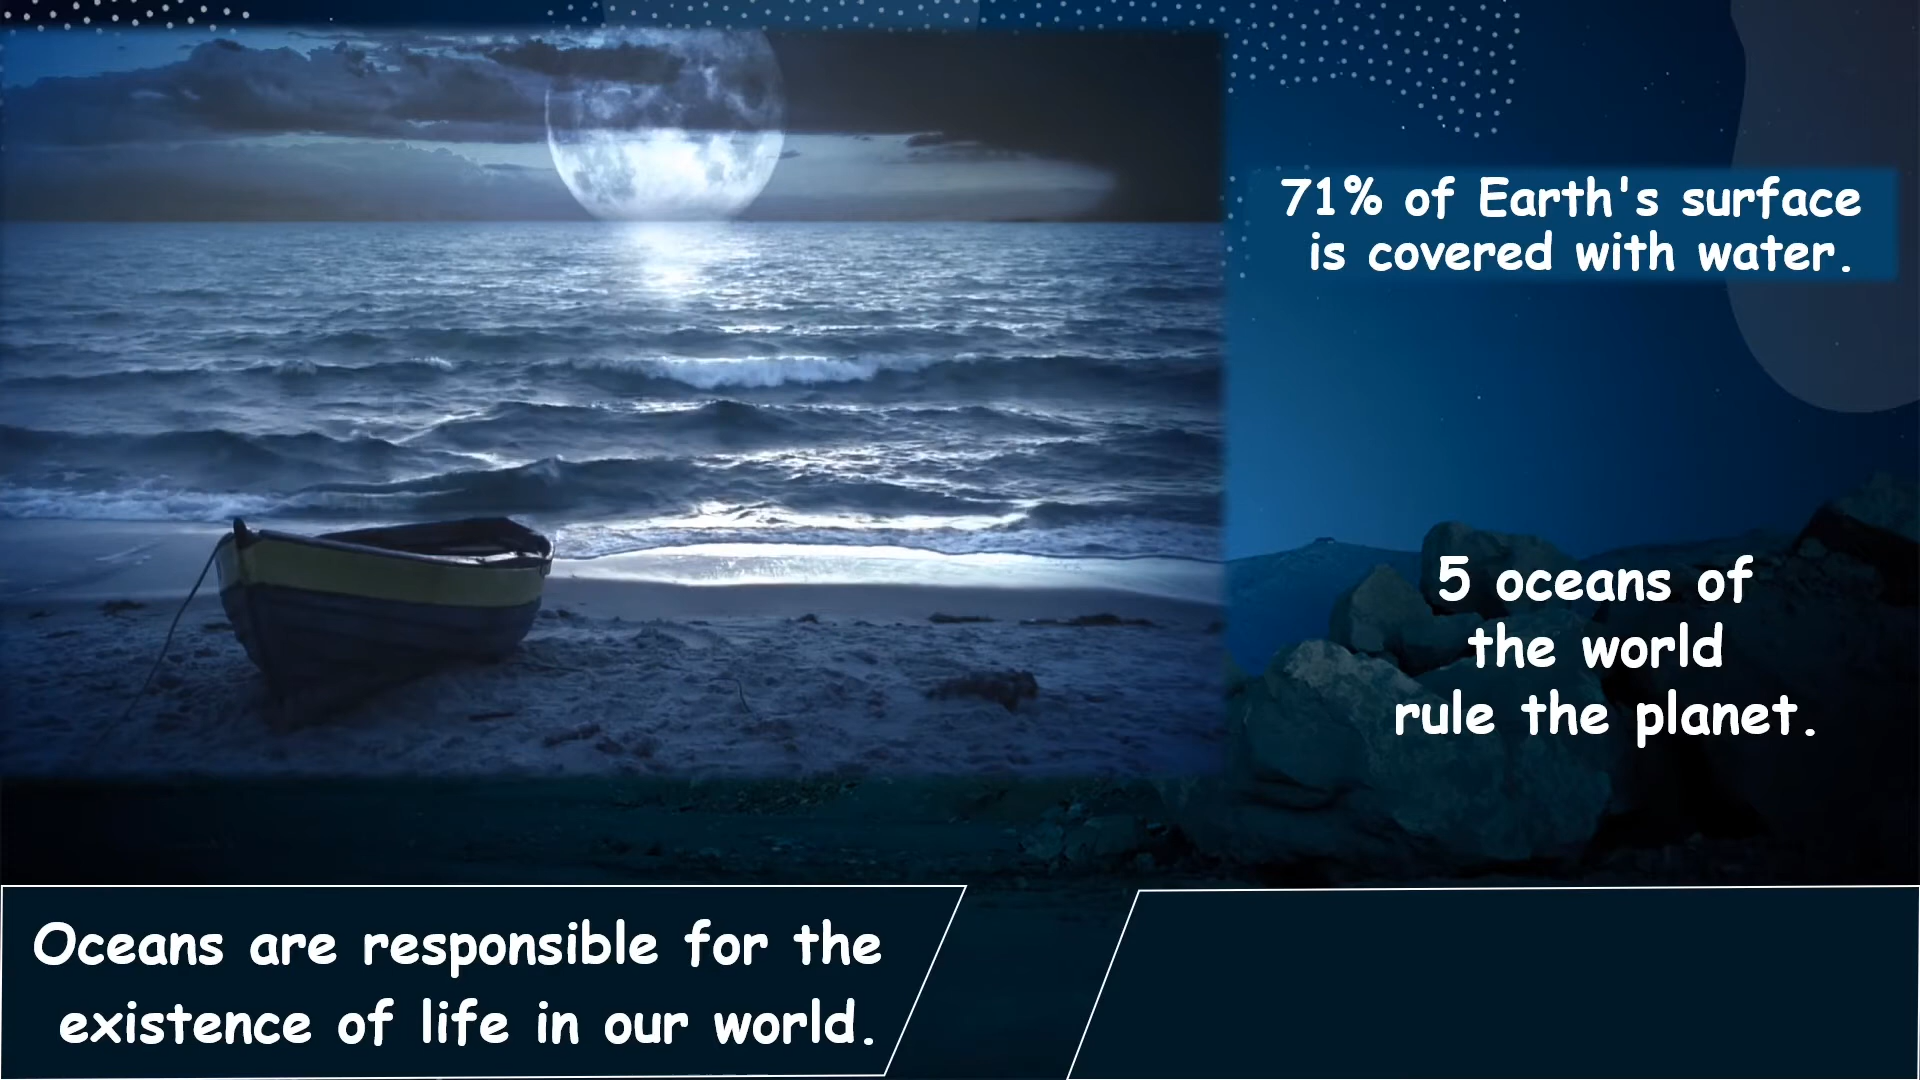 71% of Earth's surface
is covered with water.
5 oceans of
the world
rule the planet.
Oceans are responsible for the
existence of life in our world.